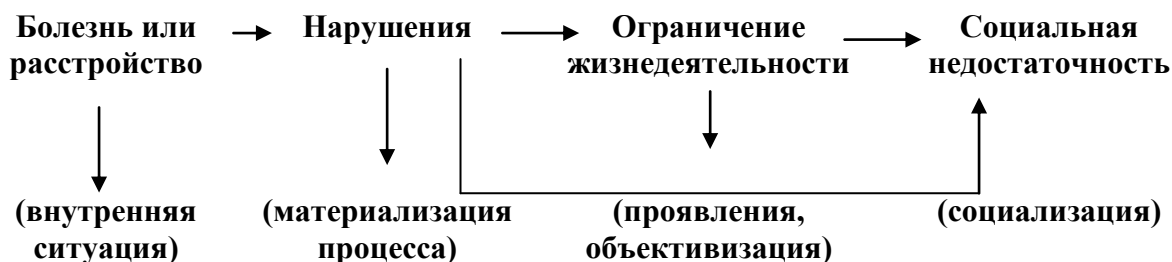 Болезнь или
расстройство
Нарушения
Ограничение
жизнедеятельности
Социальная
недостаточность
(внутренняя
ситуация)
(материализация
процесса)
(проявления,
объективизация)
(социализация)